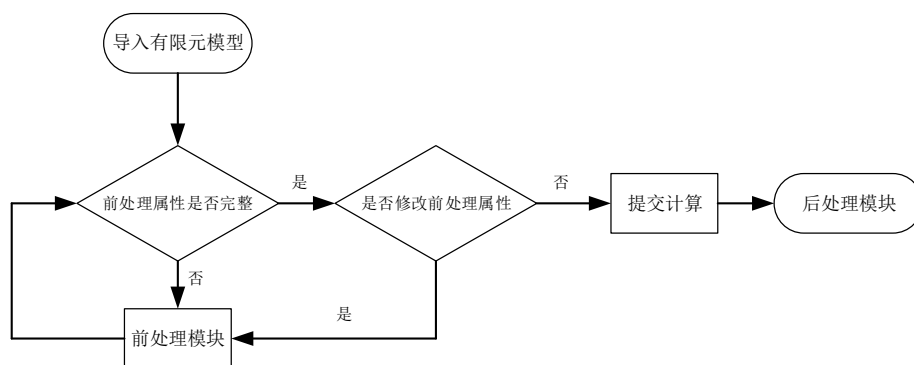 导入有限元模型
前处理属性是否完整
是
是否修改前处理属性
否
提交计算
后处理模块
否
前处理模块
是